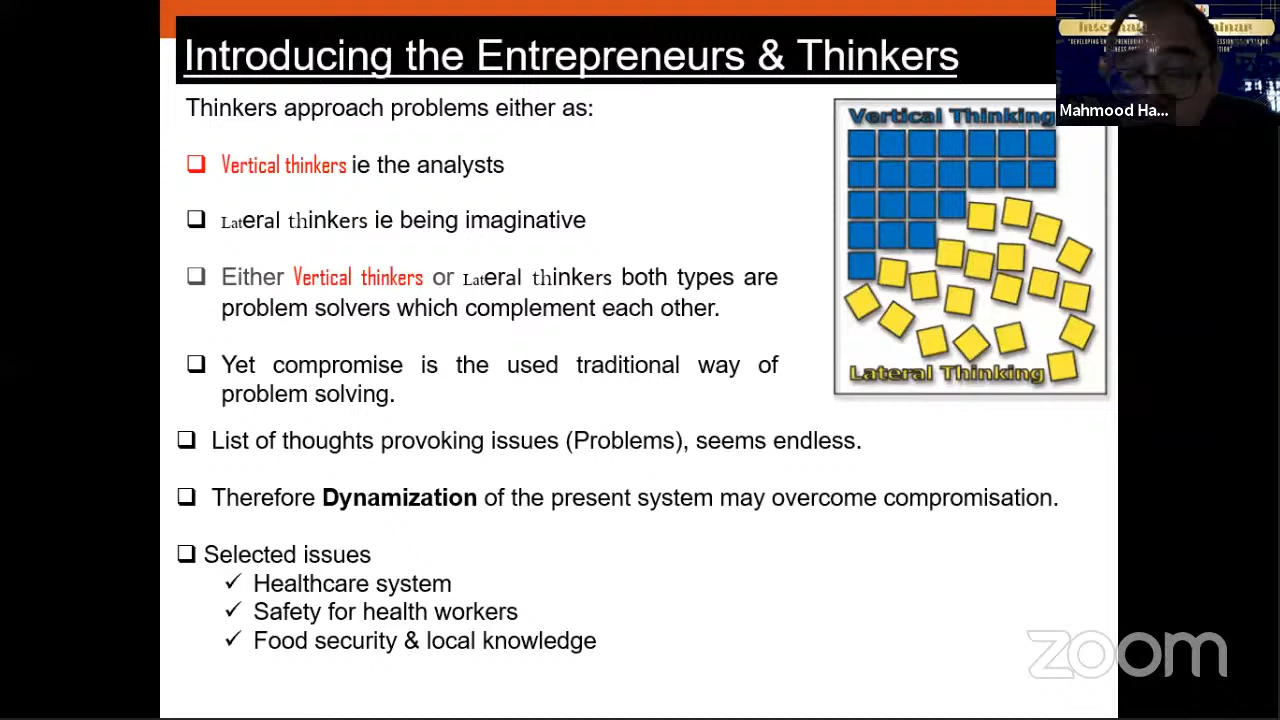 Introducing the Entrepreneurs & Thinkers
Thinkers approach problems either as:
❑ Vertical thinkers ie the analysts
❑ Lateral thinkers ie being imaginative
❑ Either Vertical thinkers or Lateral thinkers both types are
problem solvers which complement each other.
❑ Yet compromise is the used traditional way of
problem solving.
❑ List of thoughts provoking issues (Problems), seems endless.
❑ Therefore Dynamization of the present system may overcome compromisation.
❑ Selected issues
✓ Healthcare system
✓ Safety for health workers
✓ Food security & local knowledge
Vertical Thinking
Lateral Thinking
Mahmood Ha...
zoom